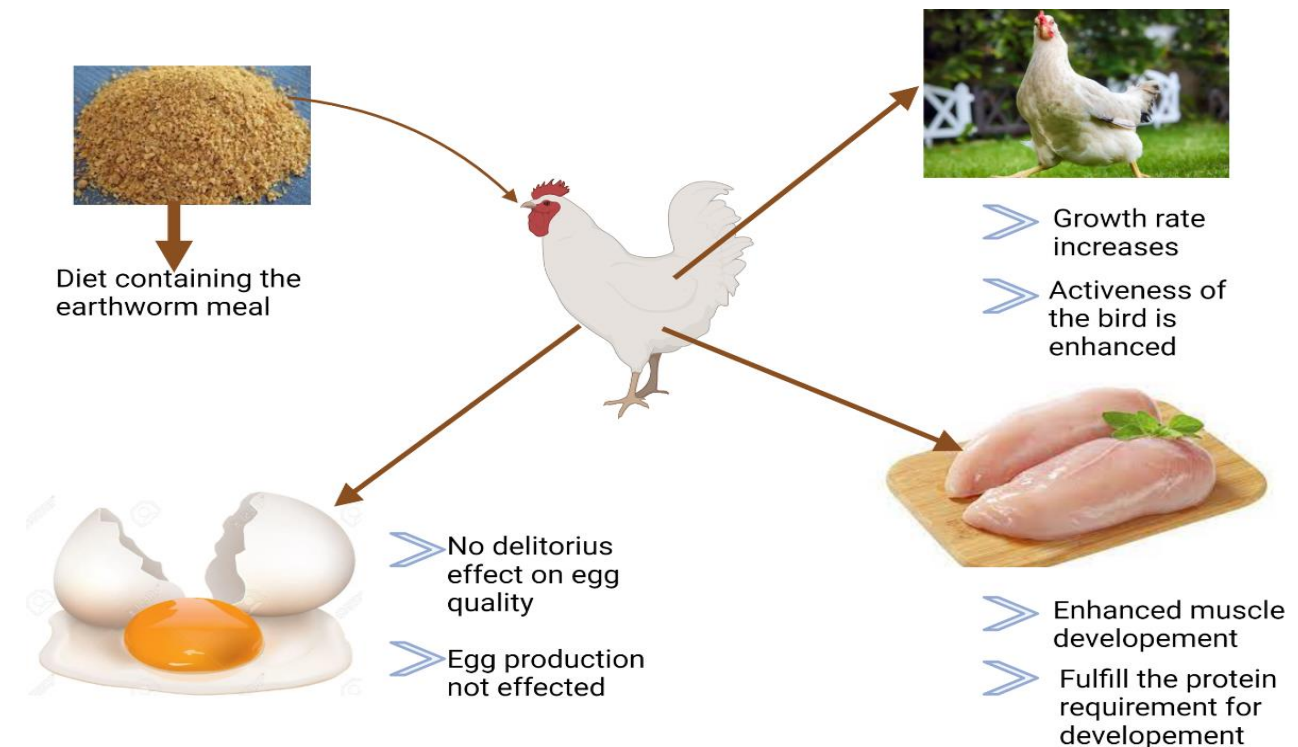 Diet containing the
earthworm meal
Growth rate
increases
Activeness of
the bird is
enhanced
No delitorius
effect on egg
quality
Egg production
not effected
Enhanced muscle
developement
Fulfill the protein
requirement for
developement